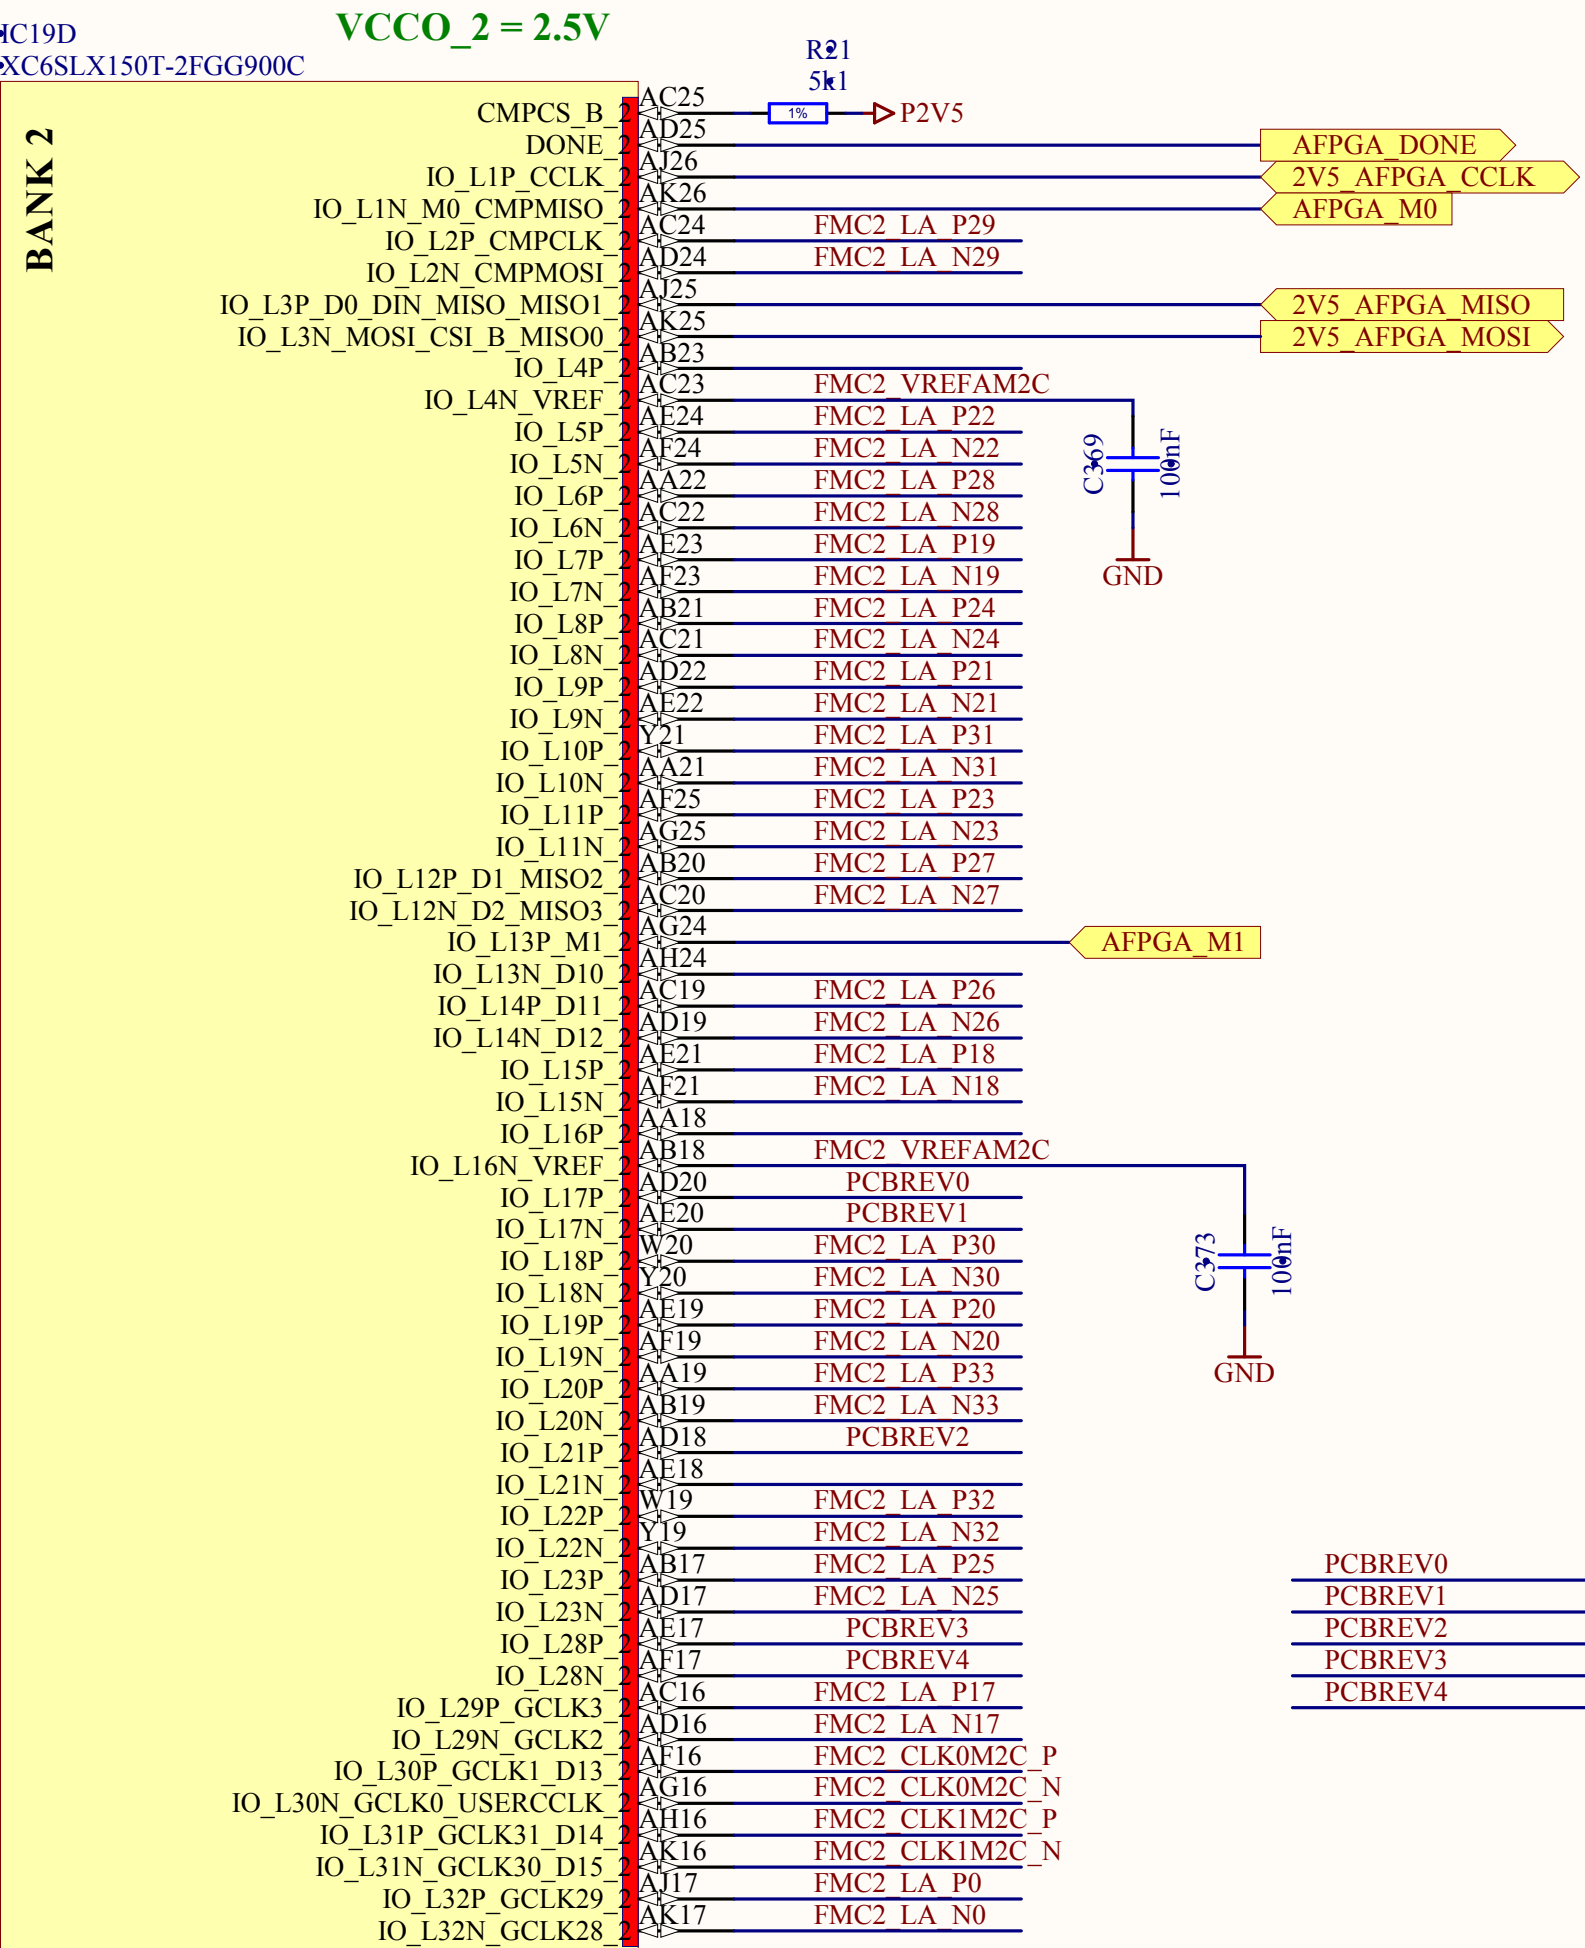 VCCO_2 = 2.5V
IC19D
XC6SLX150T-2FGG900C
R21
5k1
BANK 2
CMPCS_B_2 AC25 1% P2V5
DONE_2 AD25 AFPGA_DONE
IO_L1P_CCLK_2 AJ26 2V5_AFPGA_CCLK
IO_L1N_M0_CMPMISO_2 AK26 AFPGA_M0
IO_L2P_CMPCLK_2 AC24 FMC2_LA_P29
IO_L2N_CMPMOSI_2 AD24 FMC2_LA_N29
IO_L3P_D0_DIN_MISO_MISO1_2 AJ25 2V5_AFPGA_MISO
IO_L3N_MOSI_CSI_B_MISO0_2 AK25 2V5_AFPGA_MOSI
IO_L4P_2 AB23
IO_L4N_VREF_2 AC23 FMC2_VREFAM2C
IO_L5P_2 AE24 FMC2_LA_P22
IO_L5N_2 AF24 FMC2_LA_N22
C369 100nF
IO_L6P_2 AA22 FMC2_LA_P28
IO_L6N_2 AC22 FMC2_LA_N28
IO_L7P_2 AE23 FMC2_LA_P19
IO_L7N_2 AF23 FMC2_LA_N19
GND
IO_L8P_2 AB21 FMC2_LA_P24
IO_L8N_2 AC21 FMC2_LA_N24
IO_L9P_2 AD22 FMC2_LA_P21
IO_L9N_2 AE22 FMC2_LA_N21
IO_L10P_2 Y21 FMC2_LA_P31
IO_L10N_2 AA21 FMC2_LA_N31
IO_L11P_2 AF25 FMC2_LA_P23
IO_L11N_2 AG25 FMC2_LA_N23
IO_L12P_D1_MISO2_2 AB20 FMC2_LA_P27
IO_L12N_D2_MISO3_2 AC20 FMC2_LA_N27
IO_L13P_M1_2 AG24 AFPGA_M1
IO_L13N_D10_2 AH24
IO_L14P_D11_2 AC19 FMC2_LA_P26
IO_L14N_D12_2 AD19 FMC2_LA_N26
IO_L15P_2 AE21 FMC2_LA_P18
IO_L15N_2 AF21 FMC2_LA_N18
IO_L16P_2 AA18
IO_L16N_VREF_2 AB18 FMC2_VREFAM2C
IO_L17P_2 AD20 PCBREV0
IO_L17N_2 AE20 PCBREV1
IO_L18P_2 W20 FMC2_LA_P30
C373 100nF
IO_L18N_2 Y20 FMC2_LA_N30
IO_L19P_2 AE19 FMC2_LA_P20
IO_L19N_2 AF19 FMC2_LA_N20
GND
IO_L20P_2 AA19 FMC2_LA_P33
IO_L20N_2 AB19 FMC2_LA_N33
IO_L21P_2 AD18 PCBREV2
IO_L21N_2 AE18
IO_L22P_2 W19 FMC2_LA_P32
IO_L22N_2 Y19 FMC2_LA_N32
IO_L23P_2 AB17 FMC2_LA_P25 PCBREV0
IO_L23N_2 AD17 FMC2_LA_N25 PCBREV1
IO_L28P_2 AE17 PCBREV3 PCBREV2
IO_L28N_2 AF17 PCBREV4 PCBREV3
IO_L29P_GCLK3_2 AC16 FMC2_LA_P17 PCBREV4
IO_L29N_GCLK2_2 AD16 FMC2_LA_N17
IO_L30P_GCLK1_D13_2 AF16 FMC2_CLK0M2C_P
IO_L30N_GCLK0_USERCCLK_2 AG16 FMC2_CLK0M2C_N
IO_L31P_GCLK31_D14_2 AH16 FMC2_CLK1M2C_P
IO_L31N_GCLK30_D15_2 AK16 FMC2_CLK1M2C_N
IO_L32P_GCLK29_2 AJ17 FMC2_LA_P0
IO_L32N_GCLK28_2 AK17 FMC2_LA_N0